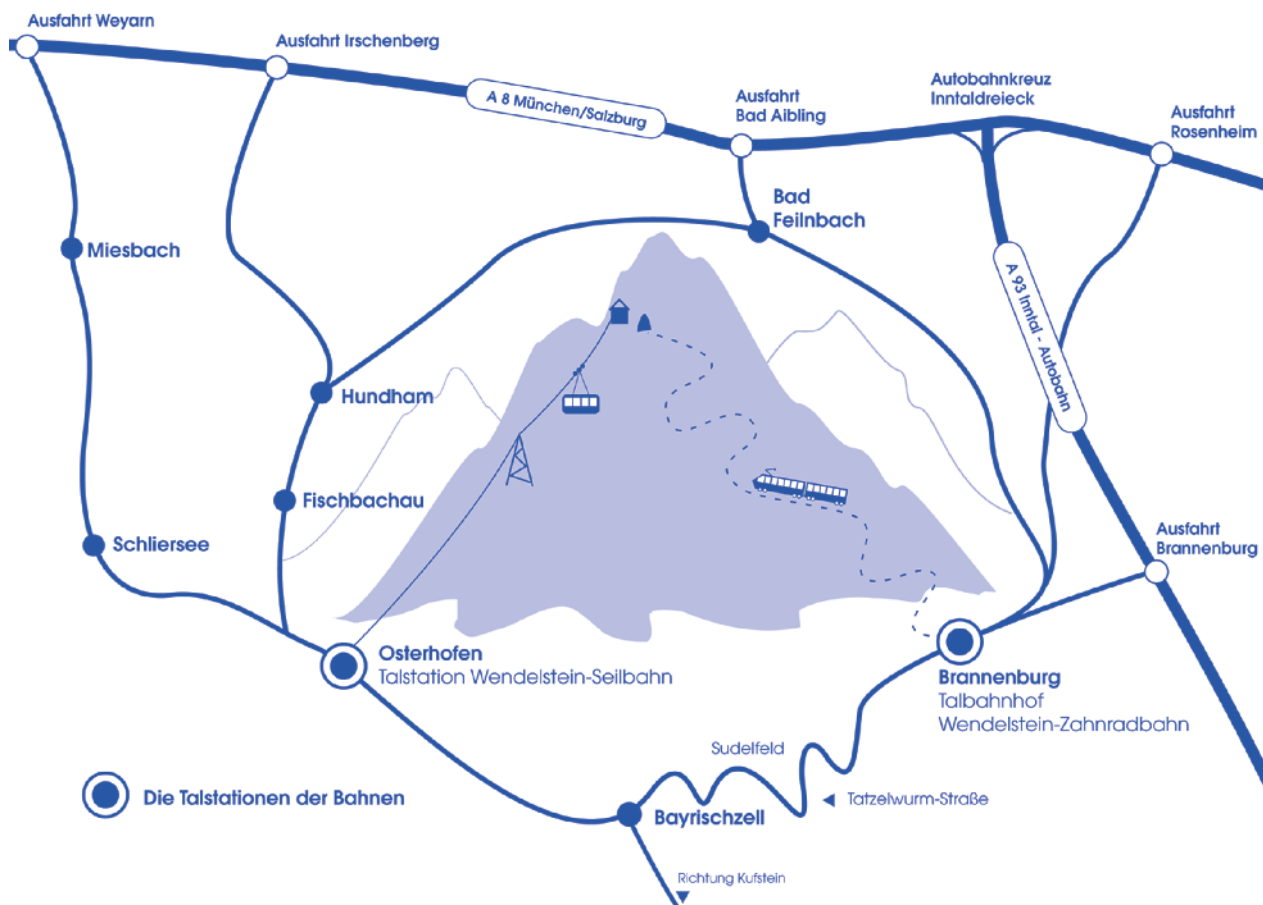 Ausfahrt Weyarn
Ausfahrt Irschenberg
A 8 München/Salzburg
Ausfahrt
Bad Aibling
Autobahnkreuz
Inntaldreieck
Ausfahrt
Rosenheim
Bad
Feilnbach
Miesbach
A 93 Inntal - Autobahn
Hundham
Fischbachau
Schliersee
Ausfahrt
Brannenburg
Osterhofen
Talstation Wendelstein-Seilbahn
Brannenburg
Talbahnhof
Wendelstein-Zahnradbahn
Sudelfeld
Die Talstationen der Bahnen
Tatzelwurm-Straße
Bayrischzell
Richtung Kufstein